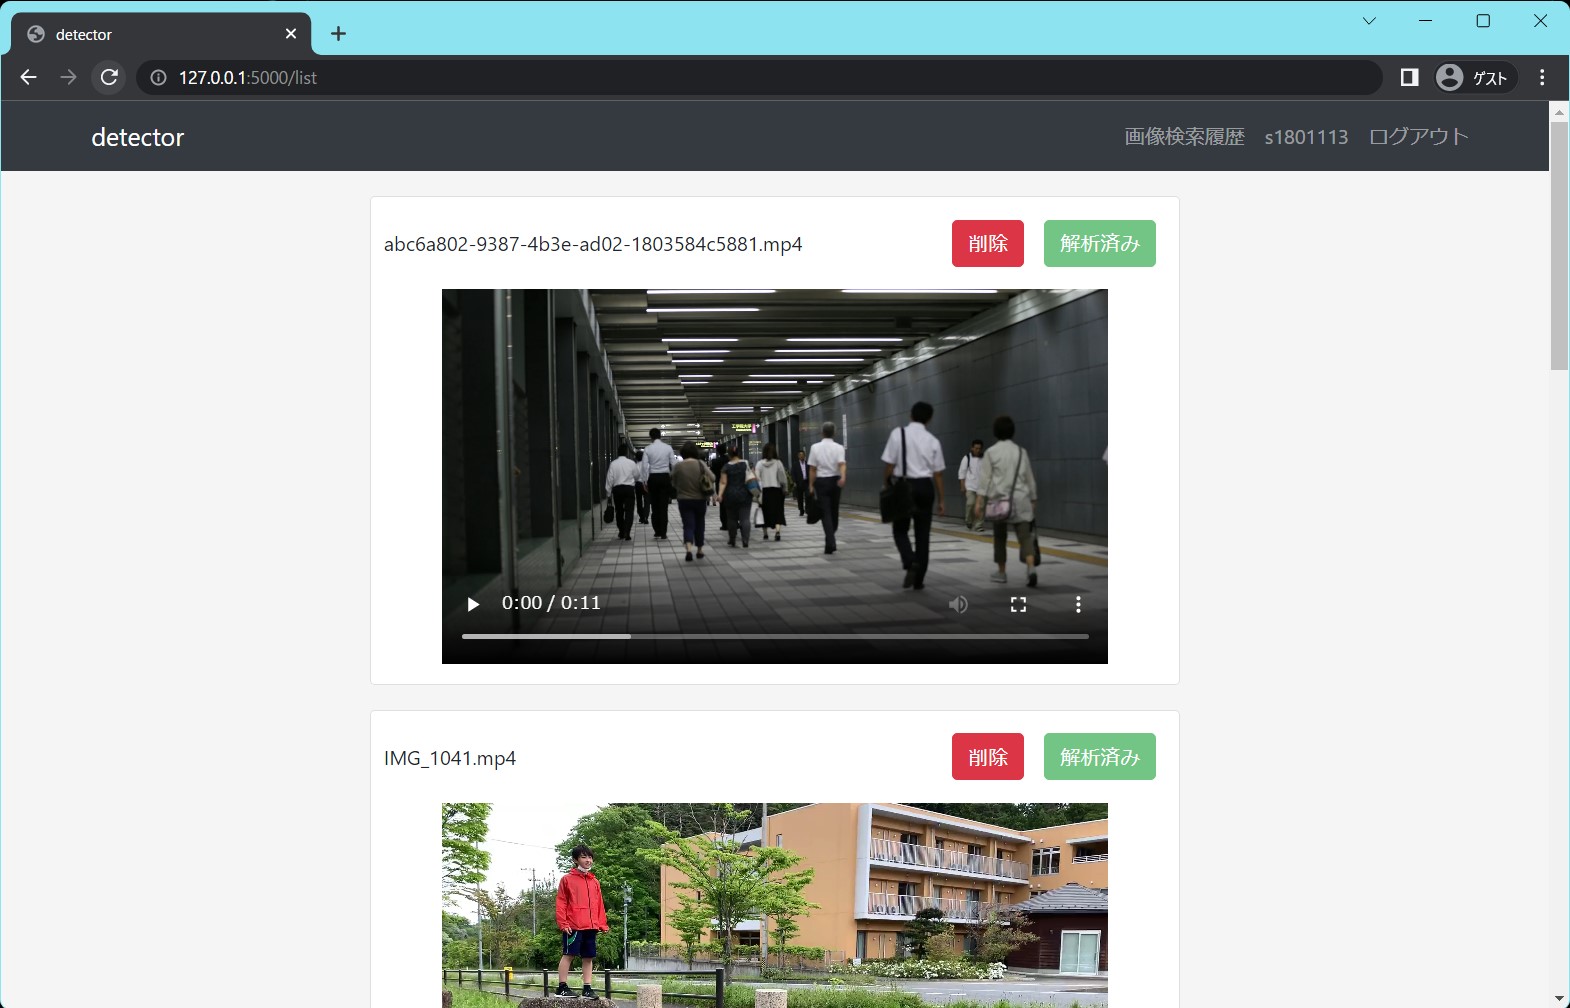 detector
127.0.0.1:5000/list
ゲスト
detector
画像検索履歴 s1801113 ログアウト
abc6a802-9387-4b3e-ad02-1803584c5881.mp4
削除 解析済み
0:00 / 0:11
IMG_1041.mp4
削除 解析済み